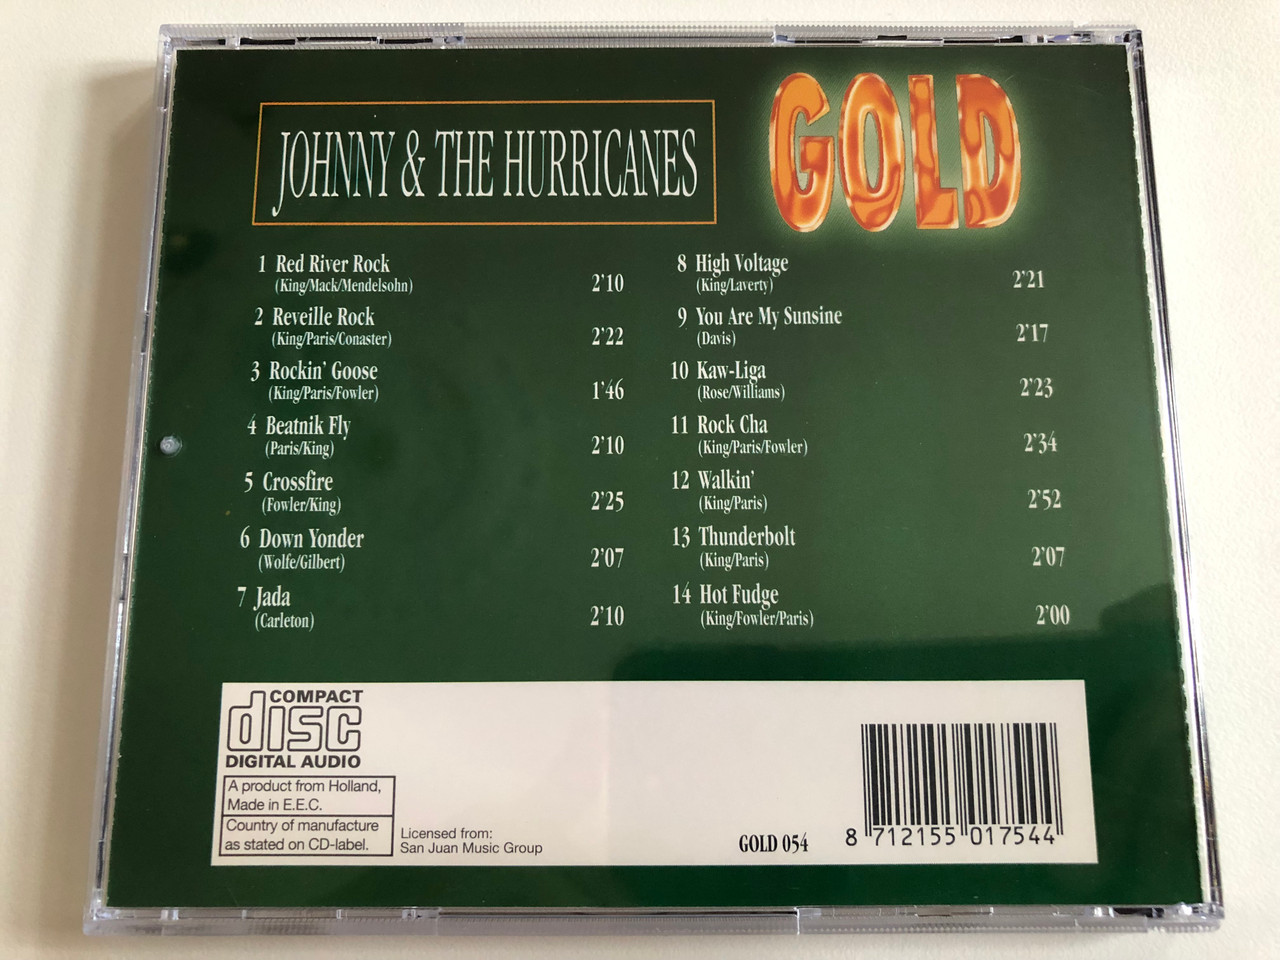 JOHNNY & THE HURRICANES
GOLD
1 Red River Rock 2'10
(King/Mack/Mendelsohn)
2 Reveille Rock 2'22
(King/Paris/Conaster)
3 Rockin' Goose 1'46
(King/Paris/Fowler)
4 Beatnik Fly 2'10
(Paris/King)
5 Crossfire 2'25
(Fowler/King)
6 Down Yonder 2'07
(Wolfe/Gilbert)
7 Jada 2'10
(Carleton)
8 High Voltage 2'21
(King/Laverty)
9 You Are My Sunsine 2'17
(Davis)
10 Kaw-Liga 2'23
(Rose/Williams)
11 Rock Cha 2'34
(King/Paris/Fowler)
12 Walkin' 2'52
(King/Paris)
13 Thunderbolt 2'07
(King/Paris)
14 Hot Fudge 2'00
(King/Fowler/Paris)
COMPACT
disc
DIGITAL AUDIO
A product from Holland,
Made in E.E.C.
Country of manufacture
as stated on CD-label.
Licensed from:
San Juan Music Group
GOLD 054
8 712155 017544